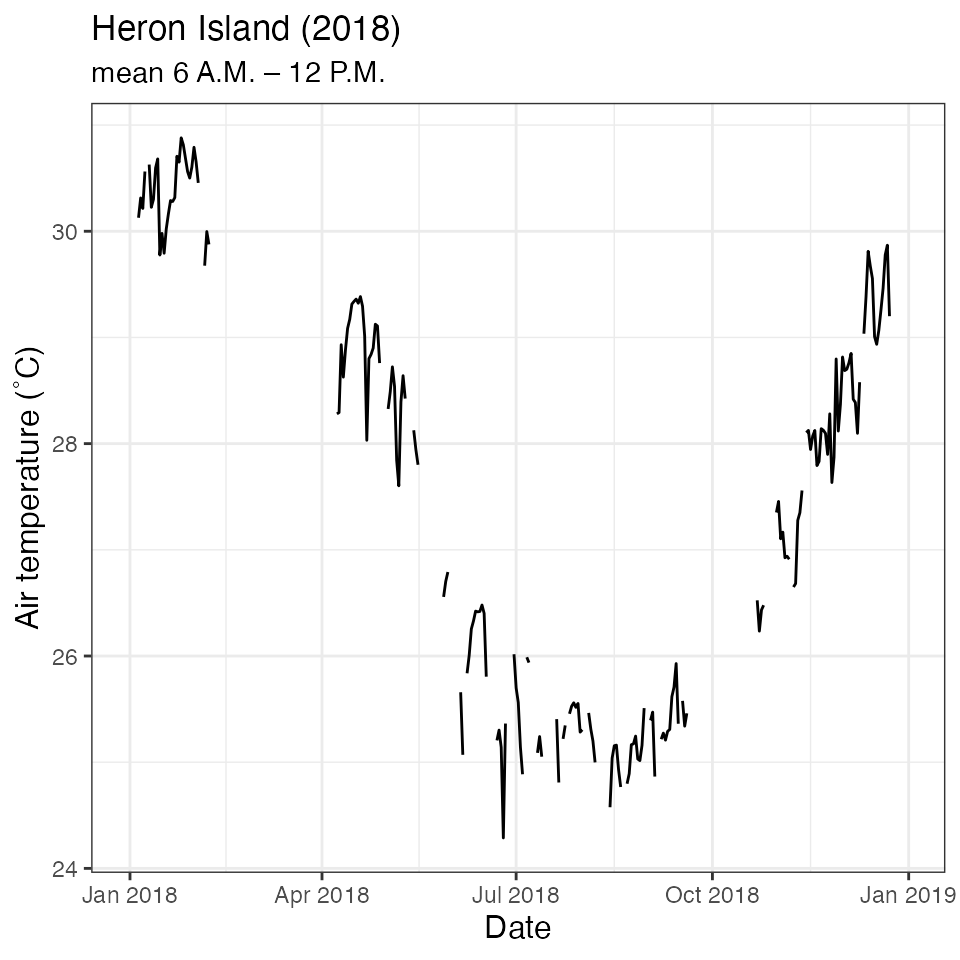 Heron Island (2018)
mean 6 A.M. – 12 P.M.
Air temperature (˚C)
30
28
26
24
Jan 2018
Apr 2018
Jul 2018
Oct 2018
Jan 2019
Date